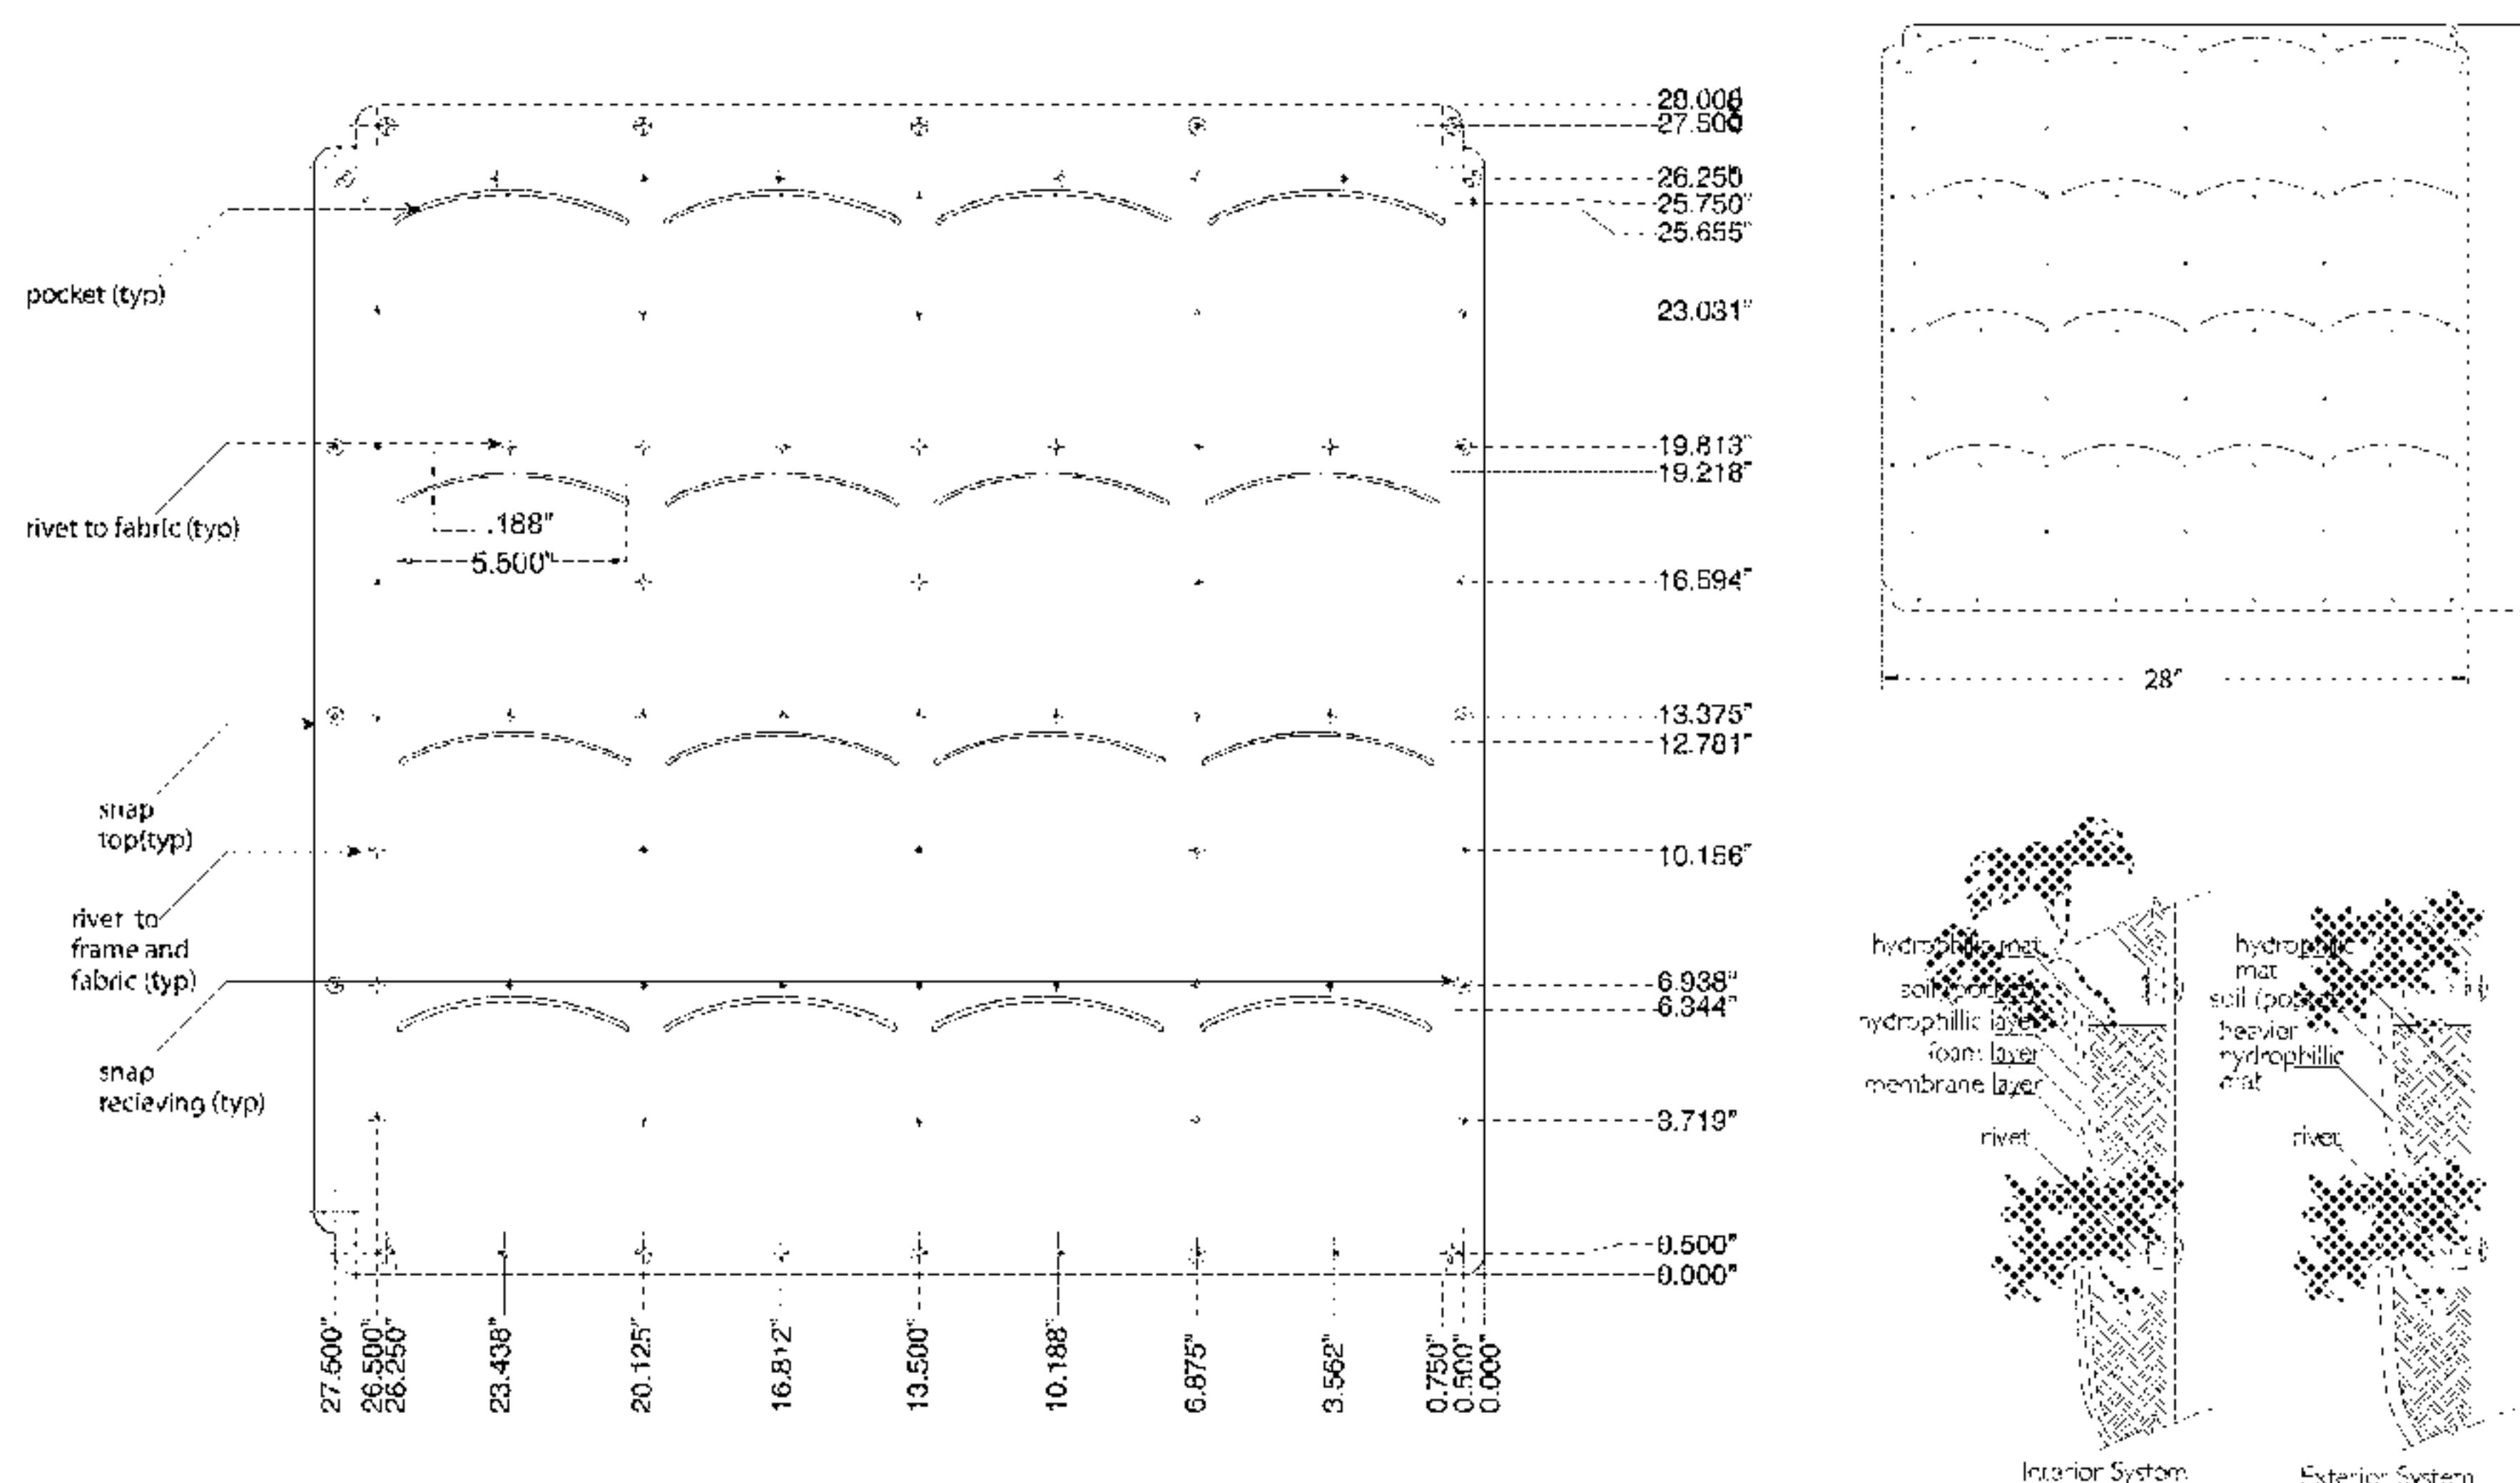 28.000"
27.500"
26.250"
25.750"
25.655"
pocket (typ)
23.031"
19.813"
19.218"
rivet to fabric (typ)
.188"
5.500"
16.594"
28"
13.375"
12.781"
snap
top(typ)
10.156"
rivet to
frame and
fabric (typ)
6.938"
6.344"
snap
recieving (typ)
3.719"
0.500"
0.000"
27.500"
26.500"
26.250"
23.438"
20.125"
16.812"
13.500"
10.188"
6.875"
3.562"
0.750"
0.500"
0.000"
hydrophilic mat
soil
hydrophillic layer
foam layer
membrane layer
rivet
Interior System
mat
soil
heavier
hydrophillic
mat
rivet
Exterior System